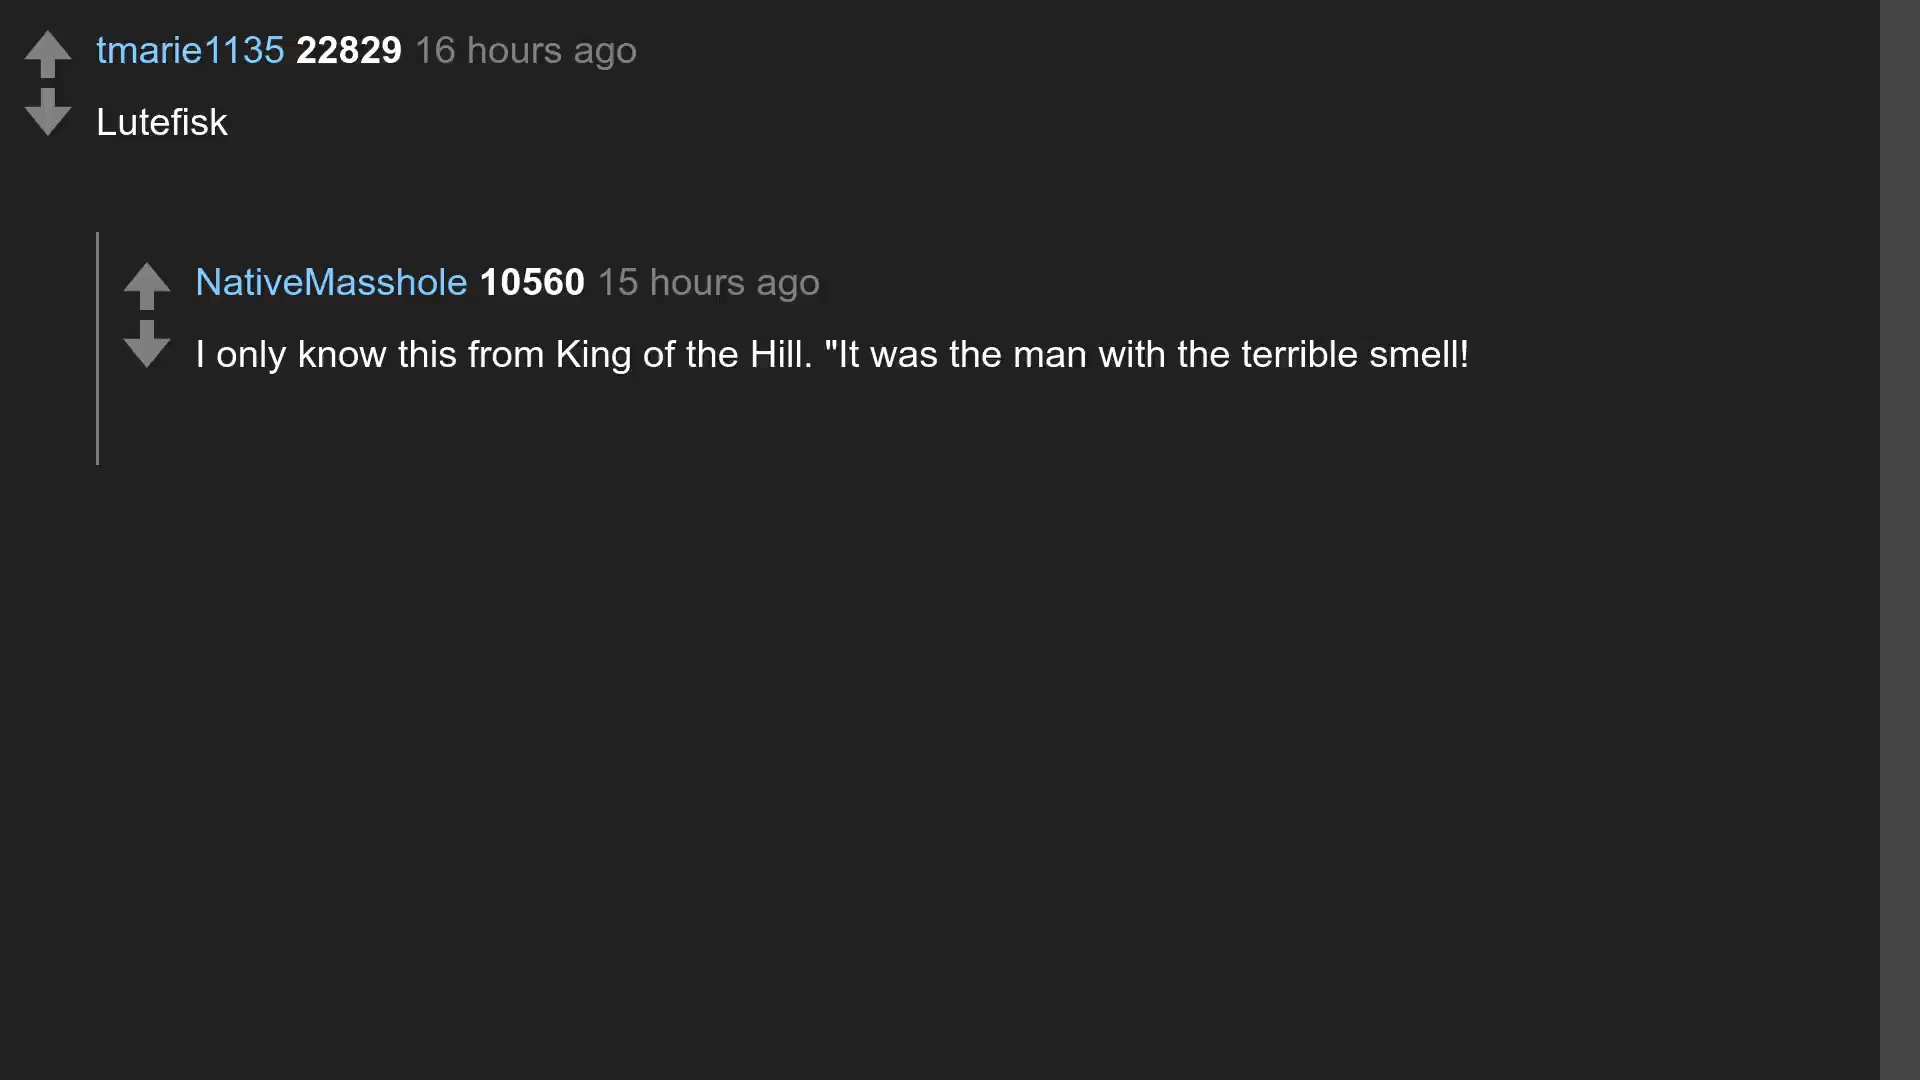 tmarie1135 22829 16 hours ago
Lutefisk
NativeMasshole 10560 15 hours ago
I only know this from King of the Hill. "It was the man with the terrible smell!